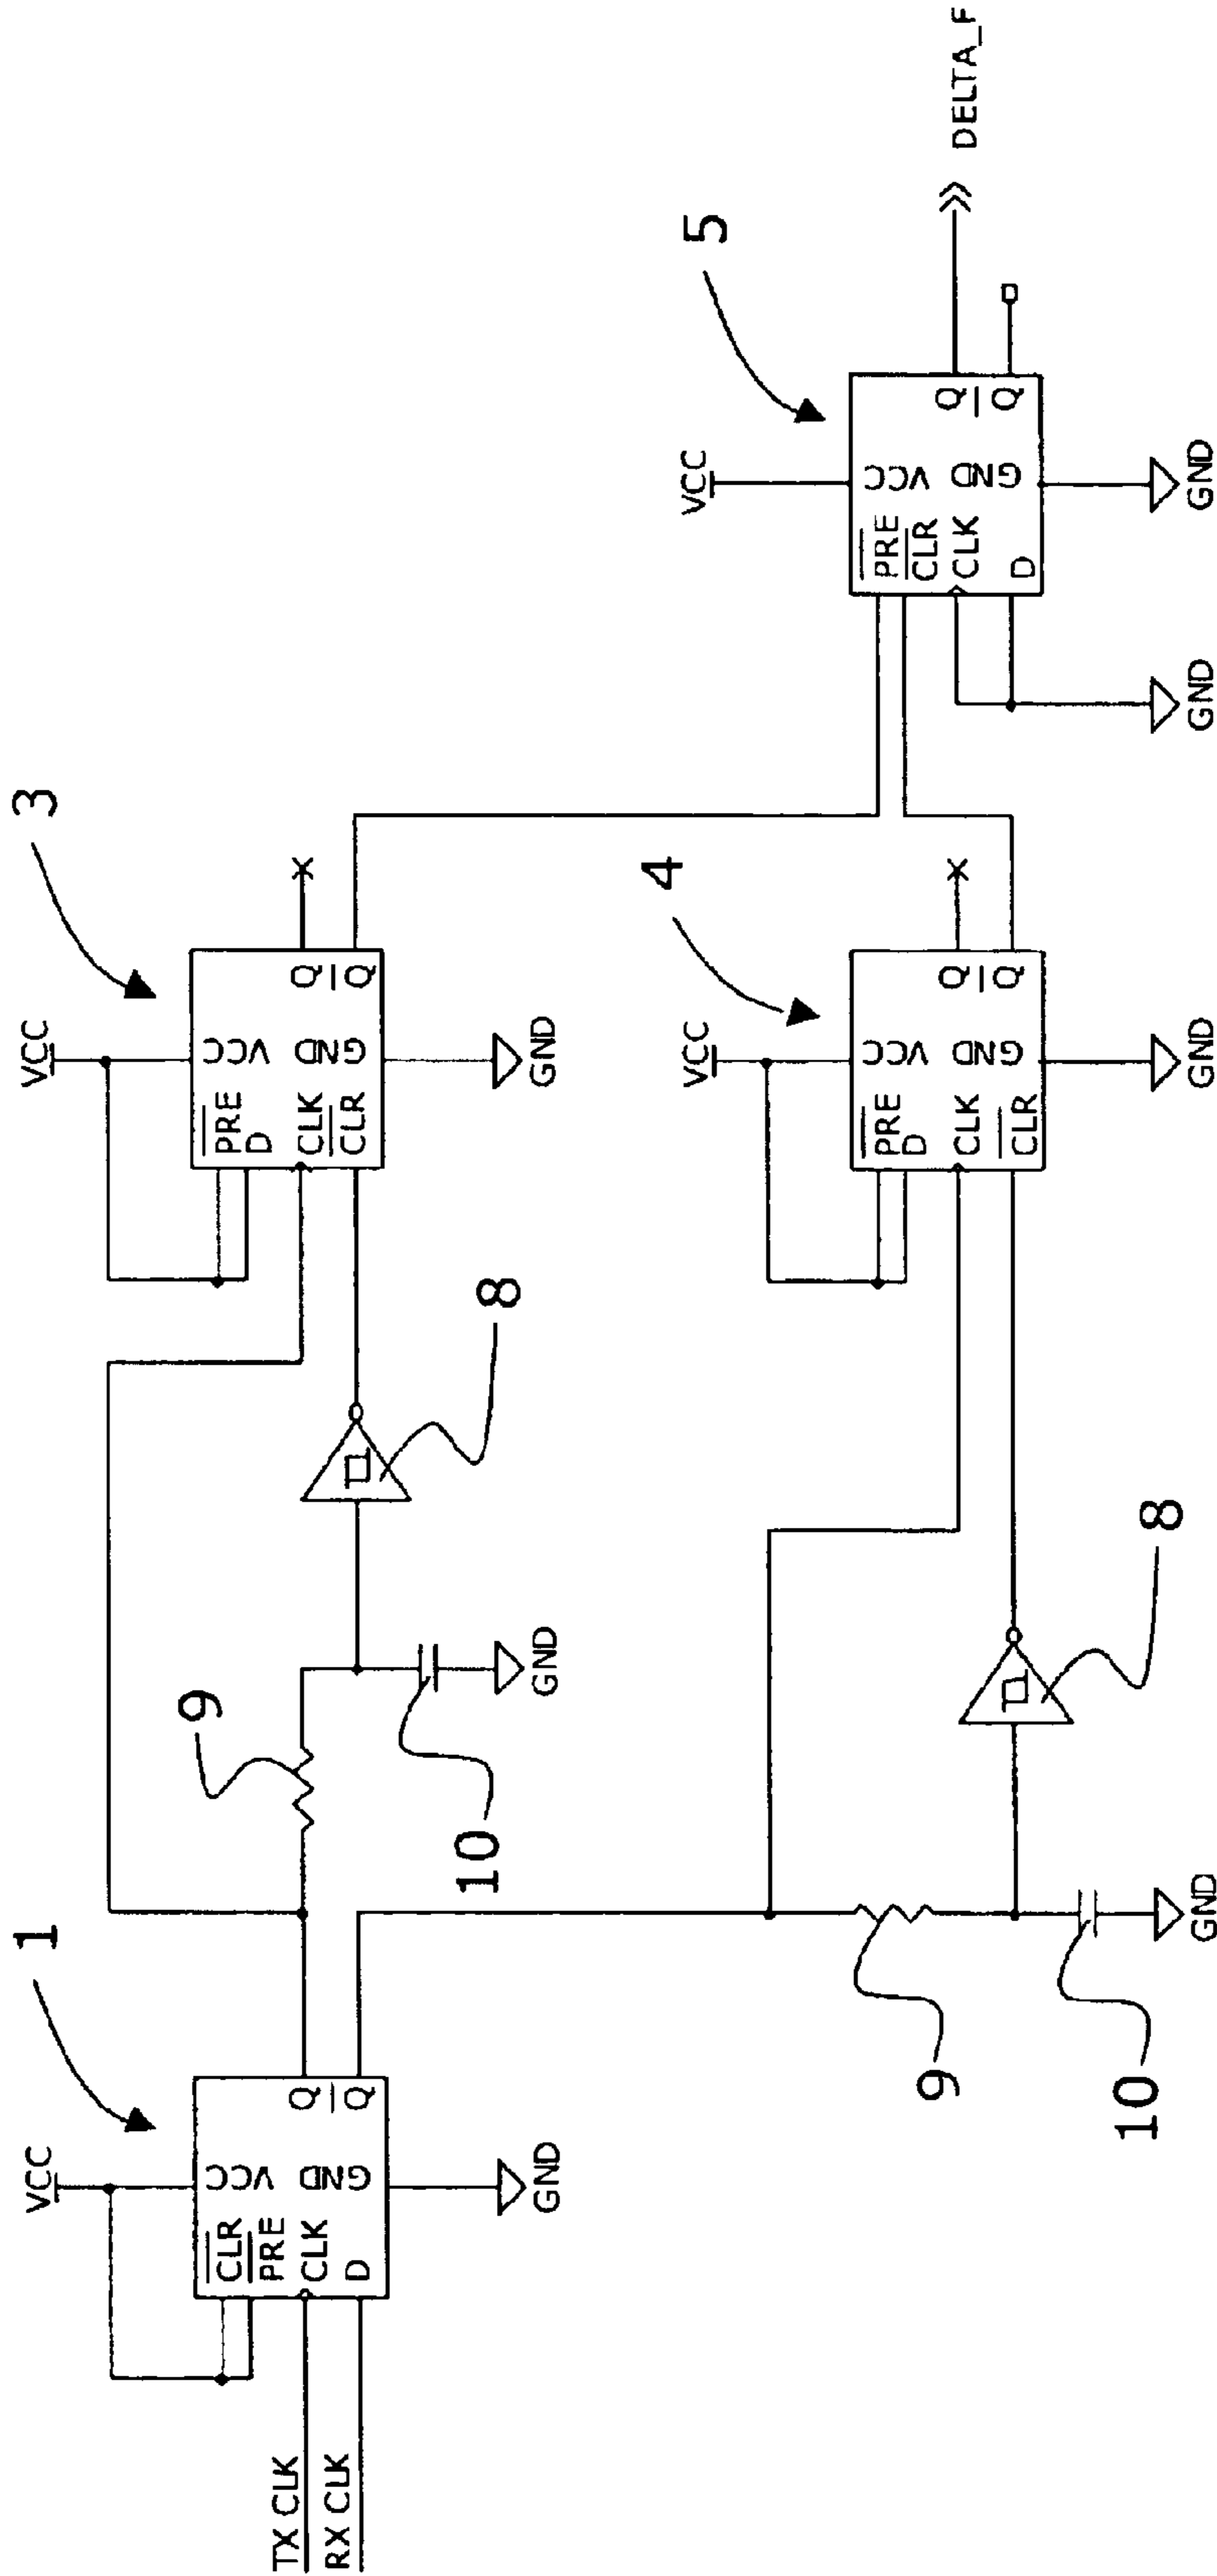 TX CLK
RX CLK
VCC
1
CLR
PRE
CLK
D
VCC
GND
Q
Q
GND
9
10
GND
8
VCC
3
PRE
D
CLK
CLR
VCC
GND
Q
Q
GND
9
10
GND
8
VCC
4
PRE
D
CLK
CLR
VCC
GND
Q
Q
GND
VCC
5
PRE
CLR
CLK
D
VCC
GND
Q
Q
GND
GND
DELTA_F